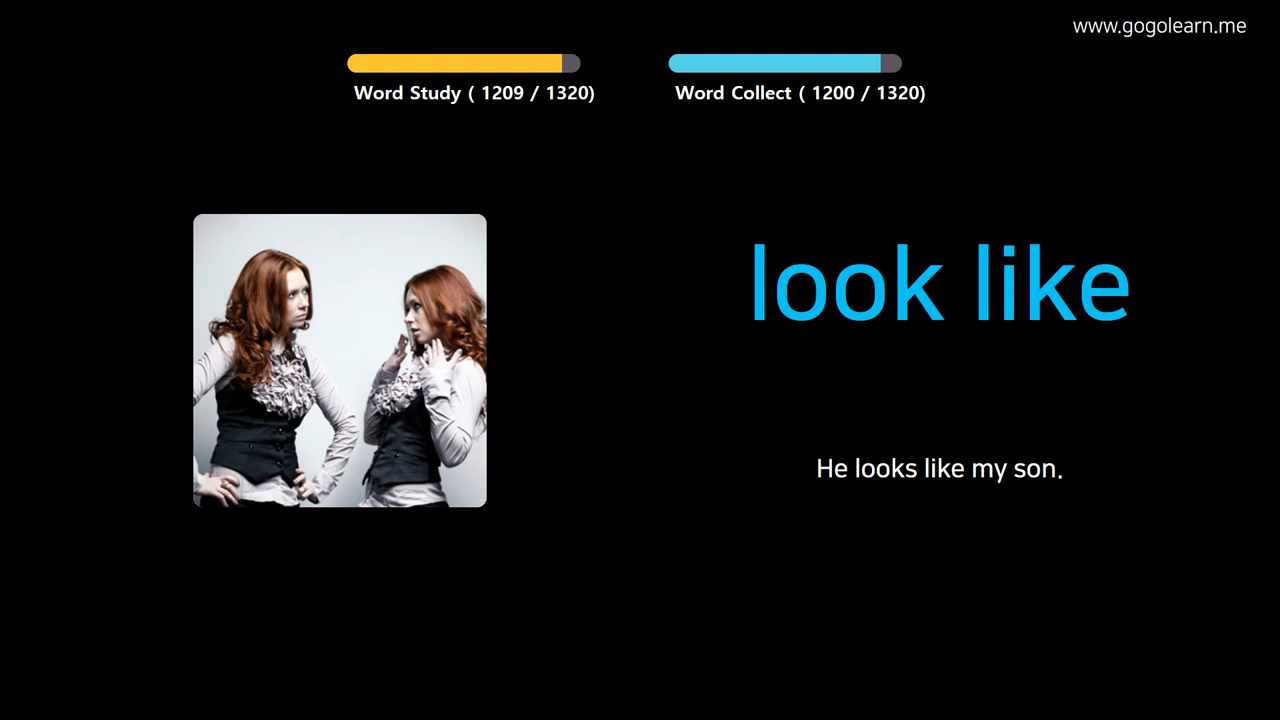 www.gogolearn.me
Word Study ( 1209 / 1320)
Word Collect ( 1200 / 1320)
look like
He looks like my son.